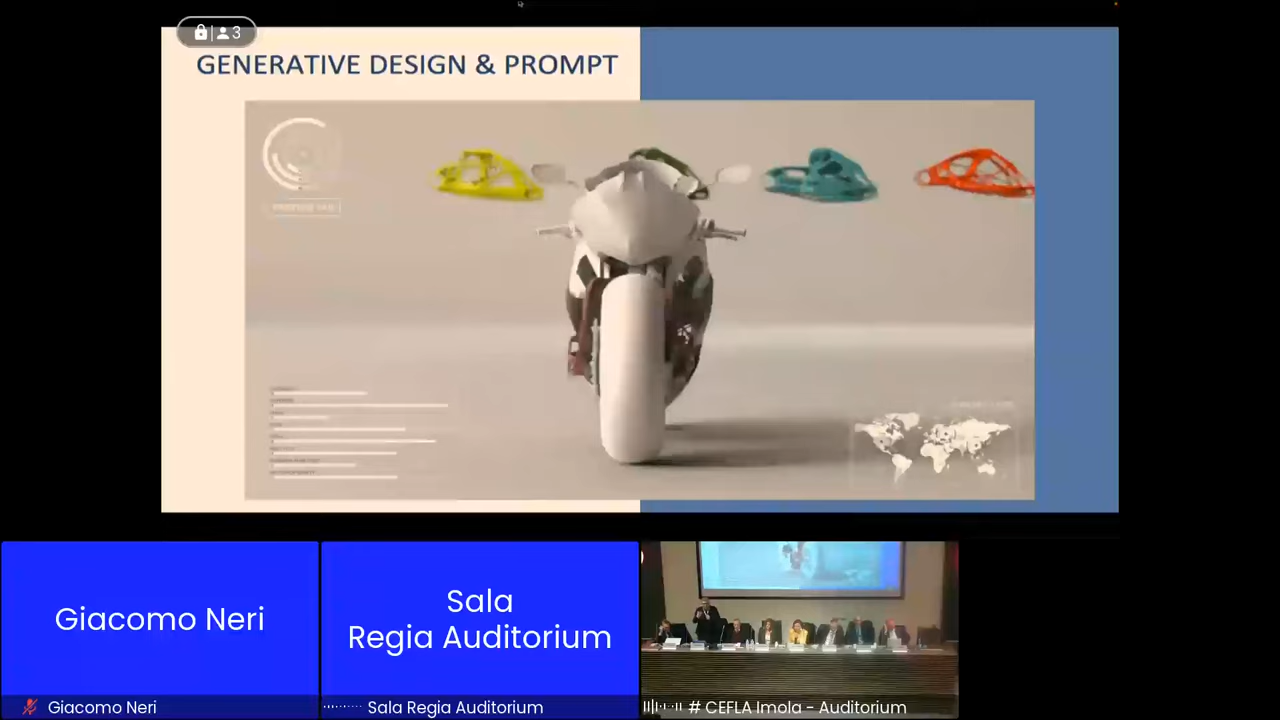 3
GENERATIVE DESIGN & PROMPT
Giacomo Neri
Sala
Regia Auditorium
Giacomo Neri
Sala Regia Auditorium
# CEFLA Imola - Auditorium